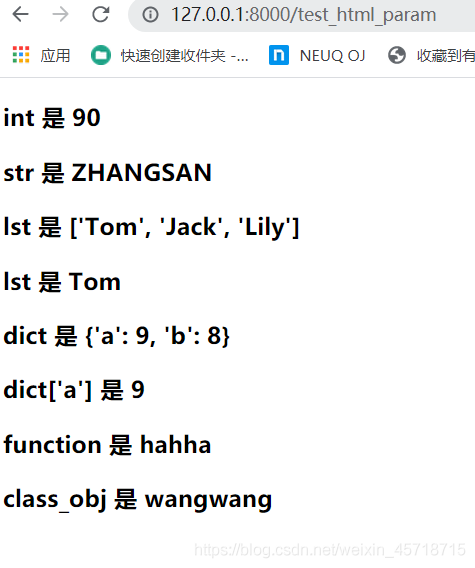 127.0.0.1:8000/test_html_param
应用 快速创建收件夹 -... NEUQ OJ 收藏到有
int 是 90
str 是 ZHANGSAN
lst 是 ['Tom', 'Jack', 'Lily']
lst 是 Tom
dict 是 {'a': 9, 'b': 8}
dict['a'] 是 9
function 是 hahha
class_obj 是 wangwang
https://blog.csdn.net/weixin_45718715